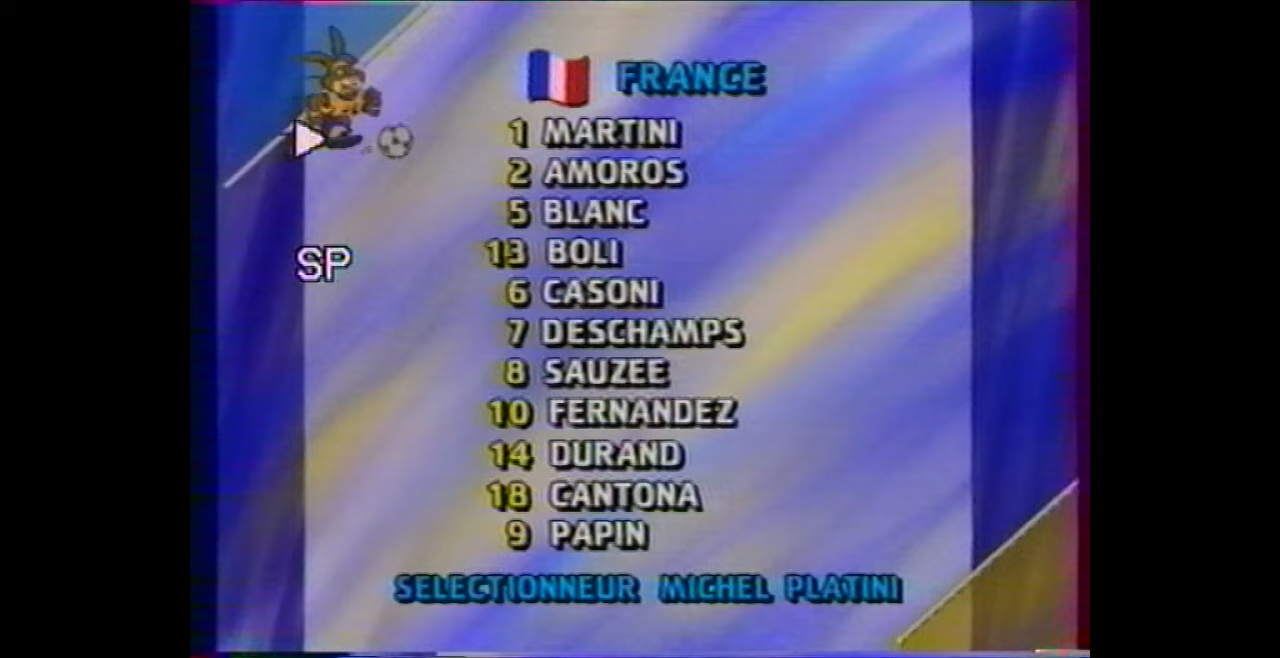 FRANCE
1 MARTINI
2 AMOROS
5 BLANC
13 BOLI
SP
6 CASONI
7 DESCHAMPS
8 SAUZEE
10 FERNANDEZ
14 DURAND
18 CANTONA
9 PAPIN
SELECTIONNEUR MICHEL PLATINI